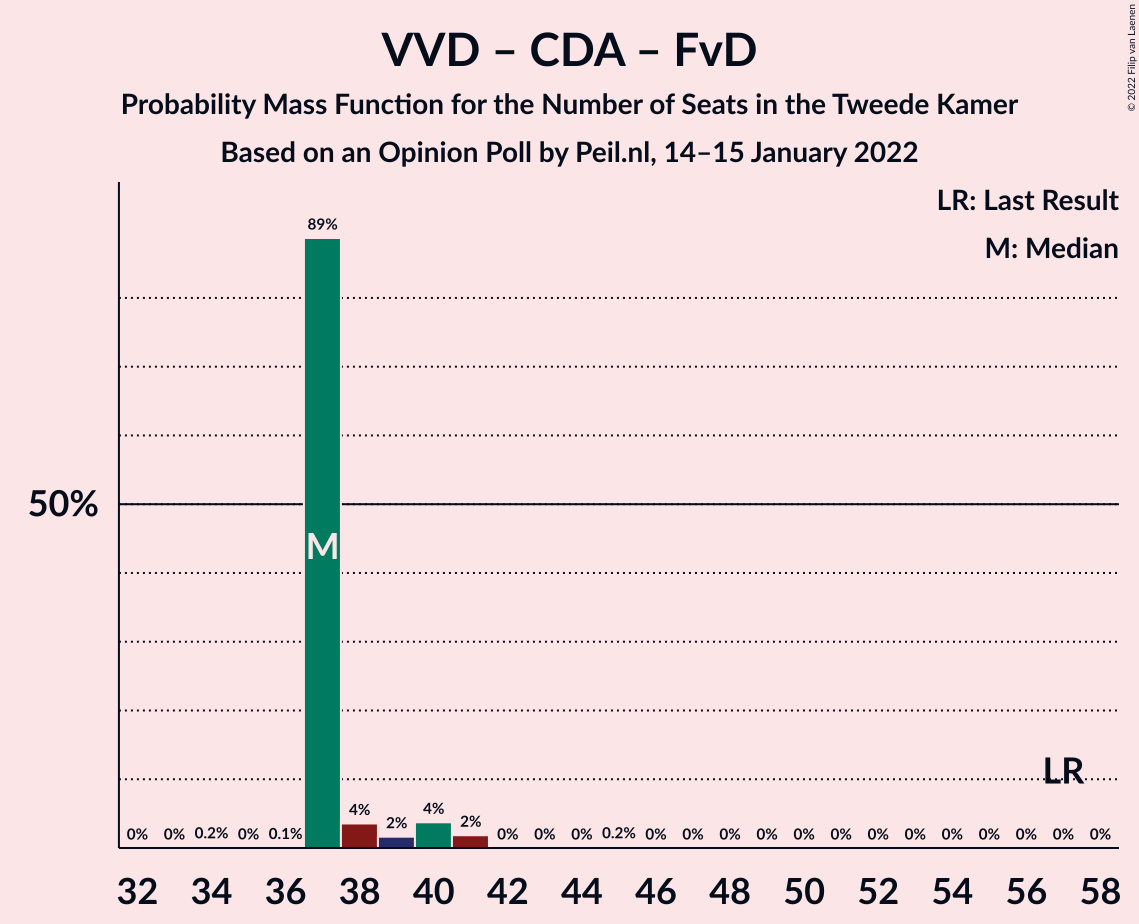 VVD – CDA – FvD
Probability Mass Function for the Number of Seats in the Tweede Kamer
Based on an Opinion Poll by Peil.nl, 14–15 January 2022
© 2022 Filip van Laenen
LR: Last Result
M: Median
89%
50%
M
LR
0% 0% 0.2% 0% 0.1% 4% 2% 4% 2% 0% 0% 0% 0.2% 0% 0% 0% 0% 0% 0% 0% 0% 0% 0% 0% 0% 0%
32 34 36 38 40 42 44 46 48 50 52 54 56 58